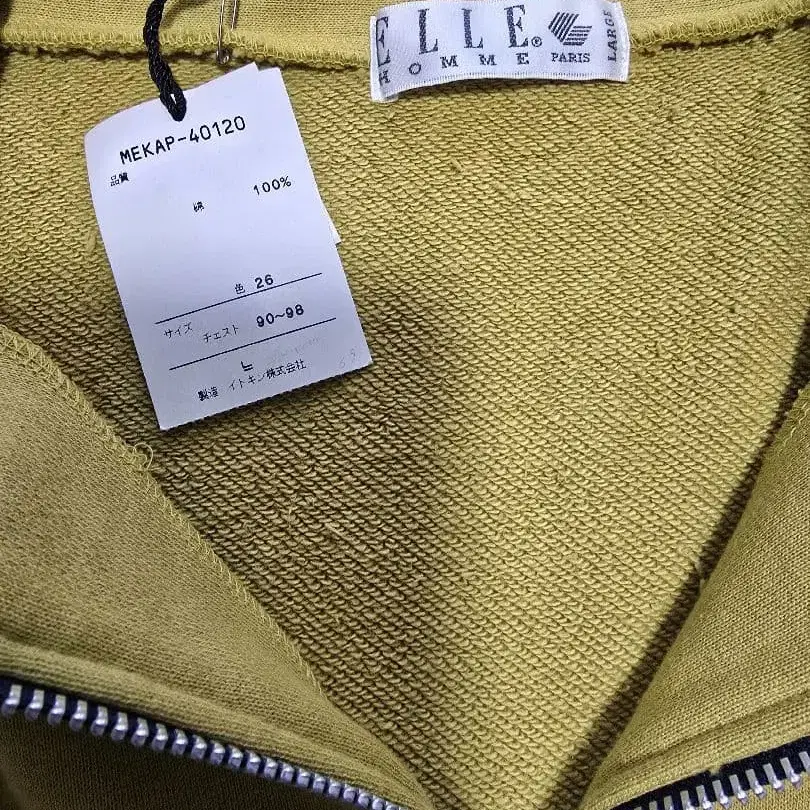 ELLE®
HOMME PARIS
LARGE
MEKAP-40120
品質
綿 100%
色 26
サイズ チェスト 90~98
L
製造 イトキン株式会社